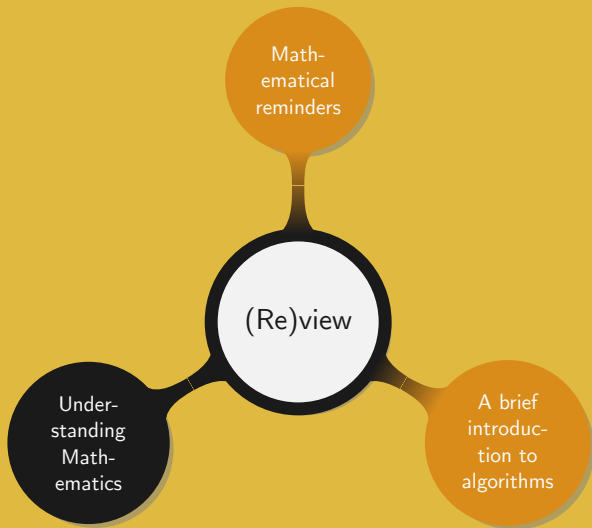 Math-
ematical
reminders
(Re)view
Under-
standing
Math-
ematics
A brief
introduc-
tion to
algorithms